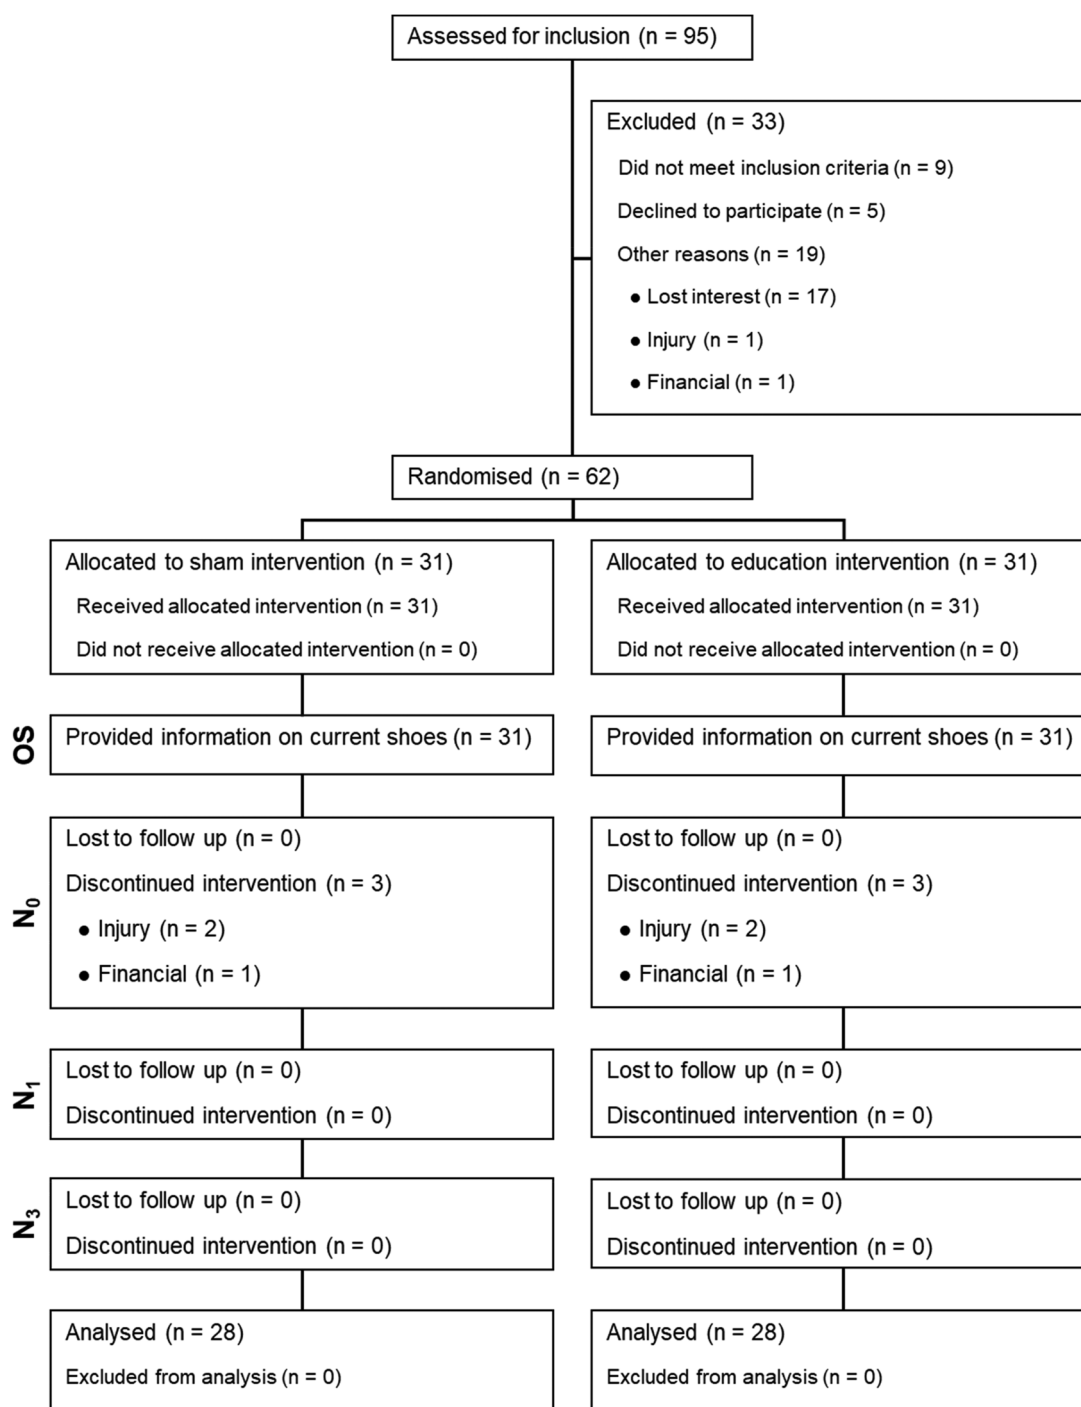 Assessed for inclusion (n = 95)
Excluded (n = 33)
Did not meet inclusion criteria (n = 9)
Declined to participate (n = 5)
Other reasons (n = 19)
● Lost interest (n = 17)
● Injury (n = 1)
● Financial (n = 1)
Randomised (n = 62)
Allocated to sham intervention (n = 31)
Received allocated intervention (n = 31)
Did not receive allocated intervention (n = 0)
Allocated to education intervention (n = 31)
Received allocated intervention (n = 31)
Did not receive allocated intervention (n = 0)
OS
Provided information on current shoes (n = 31)
Provided information on current shoes (n = 31)
N₀
Lost to follow up (n = 0)
Discontinued intervention (n = 3)
● Injury (n = 2)
● Financial (n = 1)
Lost to follow up (n = 0)
Discontinued intervention (n = 3)
● Injury (n = 2)
● Financial (n = 1)
N₁
Lost to follow up (n = 0)
Discontinued intervention (n = 0)
Lost to follow up (n = 0)
Discontinued intervention (n = 0)
N₃
Lost to follow up (n = 0)
Discontinued intervention (n = 0)
Lost to follow up (n = 0)
Discontinued intervention (n = 0)
Analysed (n = 28)
Excluded from analysis (n = 0)
Analysed (n = 28)
Excluded from analysis (n = 0)